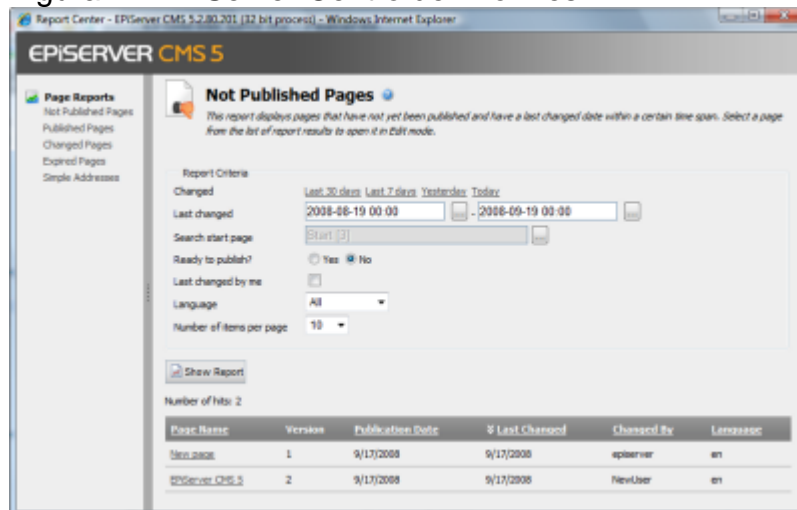 Report Center - EPiServer CMS 5.2.80.201 (32 bit process) - Windows Internet Explorer
EPiSERVER CMS 5
Page Reports
Not Published Pages
Published Pages
Changed Pages
Expired Pages
Simple Addresses
Not Published Pages
This report displays pages that have not yet been published and have a last changed date within a certain time span. Select a page
from the list of report results to open it in Edit mode.
Report Criteria
Changed Last 30 days Last 7 days Yesterday Today
Last changed 2008-08-19 00:00 ... - 2008-09-19 00:00 ...
Search start page Start [3] ...
Ready to publish? Yes No
Last changed by me
Language All
Number of items per page 10
Show Report
Number of hits: 2
Page Name Version Publication Date Last Changed Changed By Language
New page 1 9/17/2008 9/17/2008 episerver en
EPiServer CMS 5 2 9/17/2008 9/17/2008 NewUser en